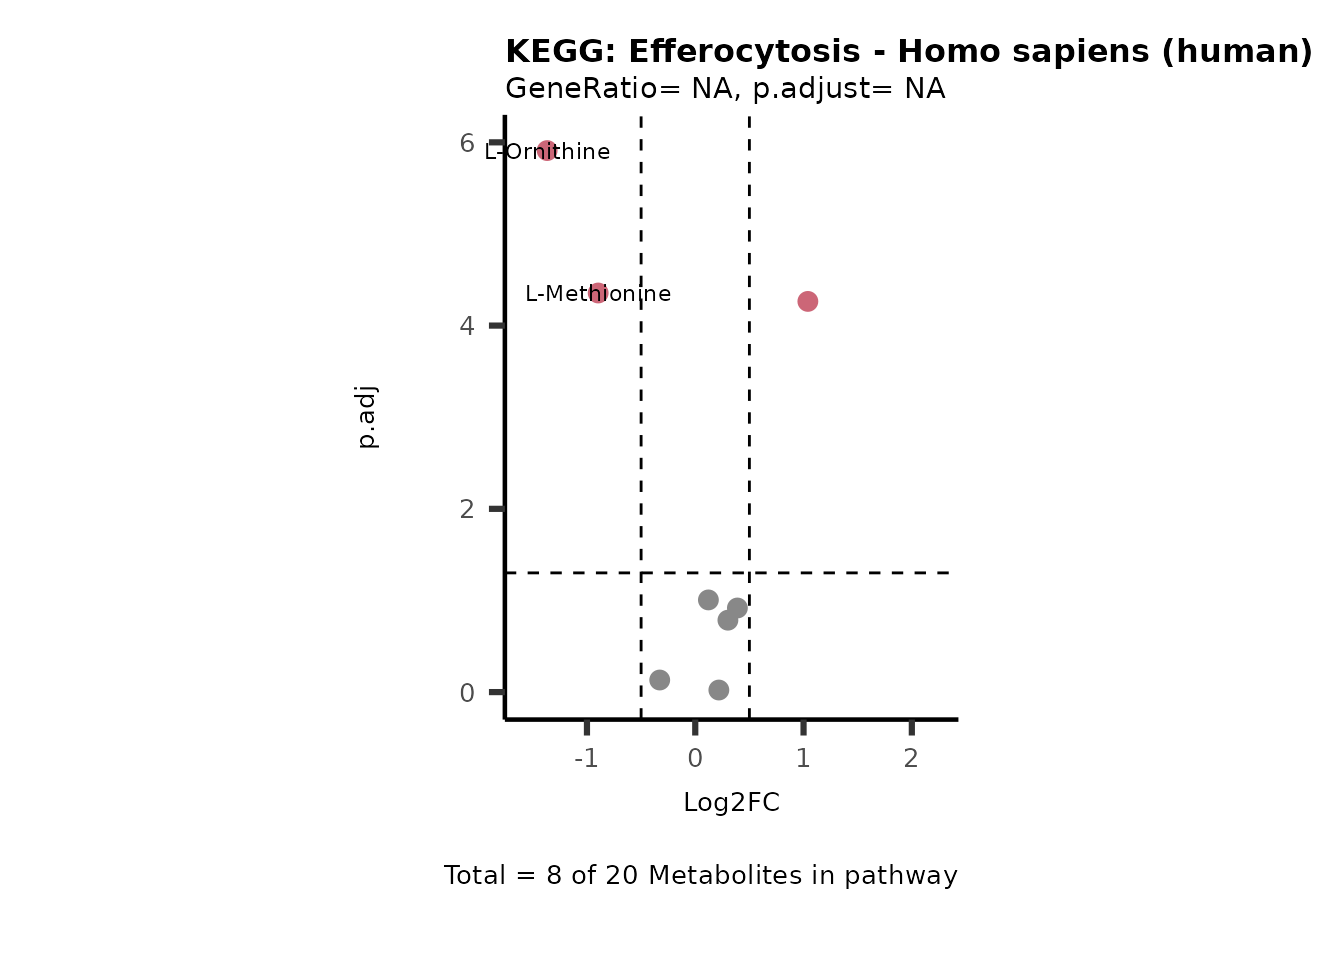 KEGG: Efferocytosis - Homo sapiens (human)
GeneRatio= NA, p.adjust= NA
6
L-Ornithine
L-Methionine
4
p.adj
2
0
-1 0 1 2
Log2FC
Total = 8 of 20 Metabolites in pathway